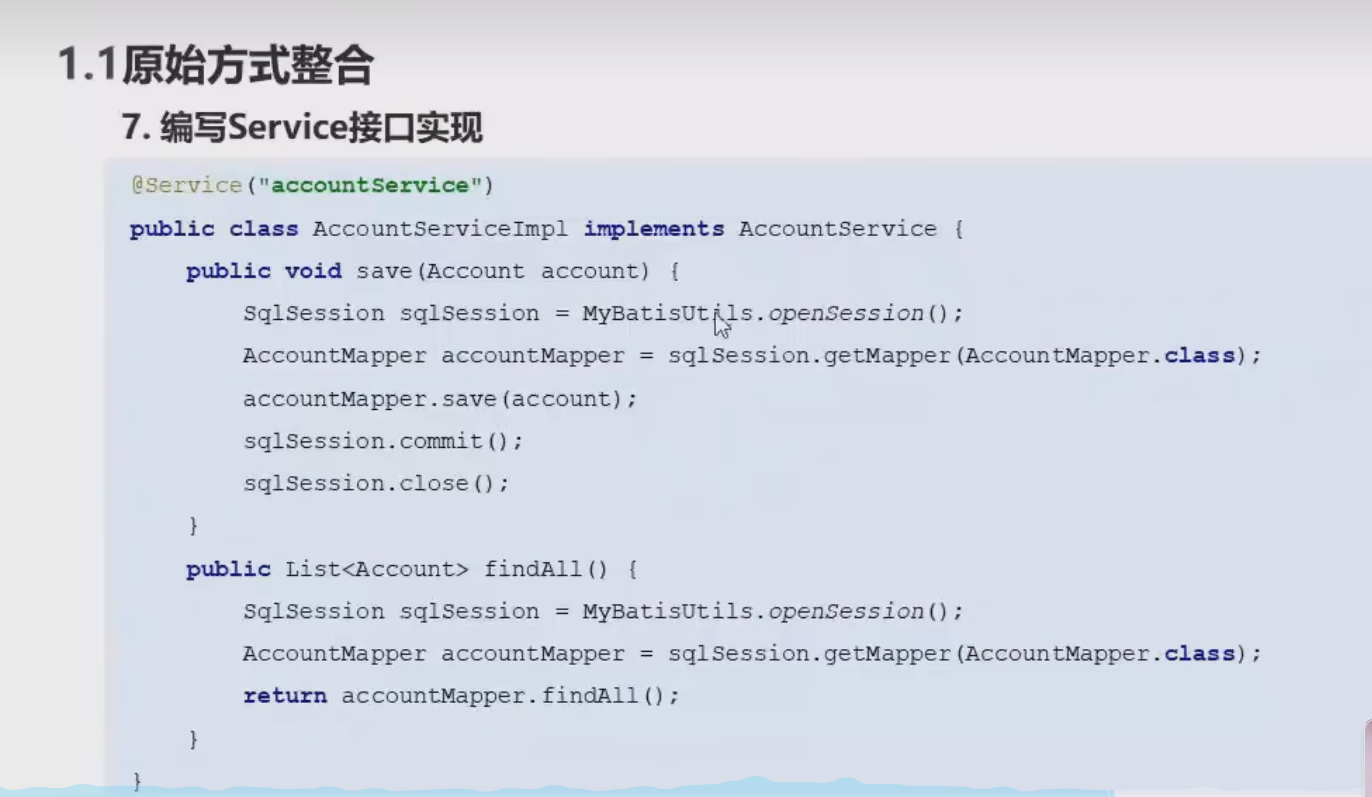 1.1原始方式整合
7. 编写Service接口实现
@Service("accountService")
public class AccountServiceImpl implements AccountService {
public void save(Account account) {
SqlSession sqlSession = MyBatisUtils.openSession();
AccountMapper accountMapper = sqlSession.getMapper(AccountMapper.class);
accountMapper.save(account);
sqlSession.commit();
sqlSession.close();
}
public List<Account> findAll() {
SqlSession sqlSession = MyBatisUtils.openSession();
AccountMapper accountMapper = sqlSession.getMapper(AccountMapper.class);
return accountMapper.findAll();
}
}